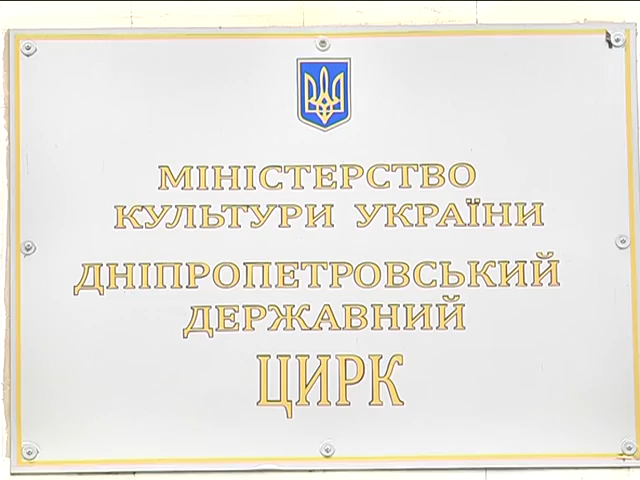 МІНІСТЕРСТВО
КУЛЬТУРИ УКРАЇНИ
ДНІПРОПЕТРОВСЬКИЙ
ДЕРЖАВНИЙ
ЦИРК